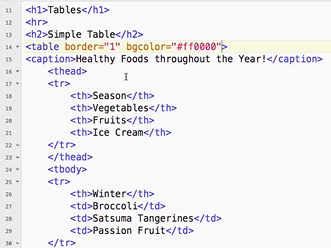 11 <h1>Tables</h1>
12 <hr>
13 <h2>Simple Table</h2>
14 <table border="1" bgcolor="#ff0000">
15 <caption>Healthy Foods throughout the Year!</caption>
16 <thead>
17 <tr>
18 <th>Season</th>
19 <th>Vegetables</th>
20 <th>Fruits</th>
21 <th>Ice Cream</th>
22 </tr>
23 </thead>
24 <tbody>
25 <tr>
26 <th>Winter</th>
27 <td>Broccoli</td>
28 <td>Satsuma Tangerines</td>
29 <td>Passion Fruit</td>
30 </tr>